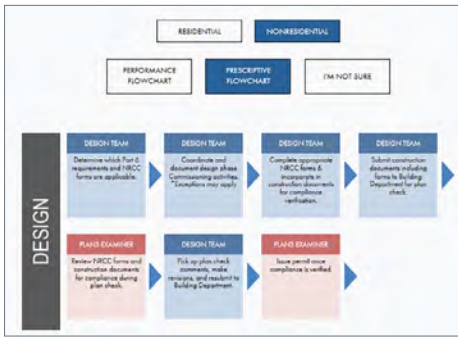 RESIDENTIAL
NONRESIDENTIAL
PERFORMANCE
FLOWCHART
PRESCRIPTIVE
FLOWCHART
I'M NOT SURE
DESIGN
DESIGN TEAM
Determine which Part 6
requirements and NRCC
forms are applicable.
DESIGN TEAM
Coordinate and
document design phase
Commissioning activities.
*Exceptions may apply
DESIGN TEAM
Complete appropriate
NRCC forms &
incorporate in
construction documents
for compliance
verification.
DESIGN TEAM
Submit construction
documents including
forms to Building
Department for plan
check.
PLANS EXAMINER
Review NRCC forms and
construction documents
for compliance during
plan check.
DESIGN TEAM
Pick up plan check
comments, make
revisions, and resubmit to
Building Department.
PLANS EXAMINER
Issue permit once
compliance is verified.